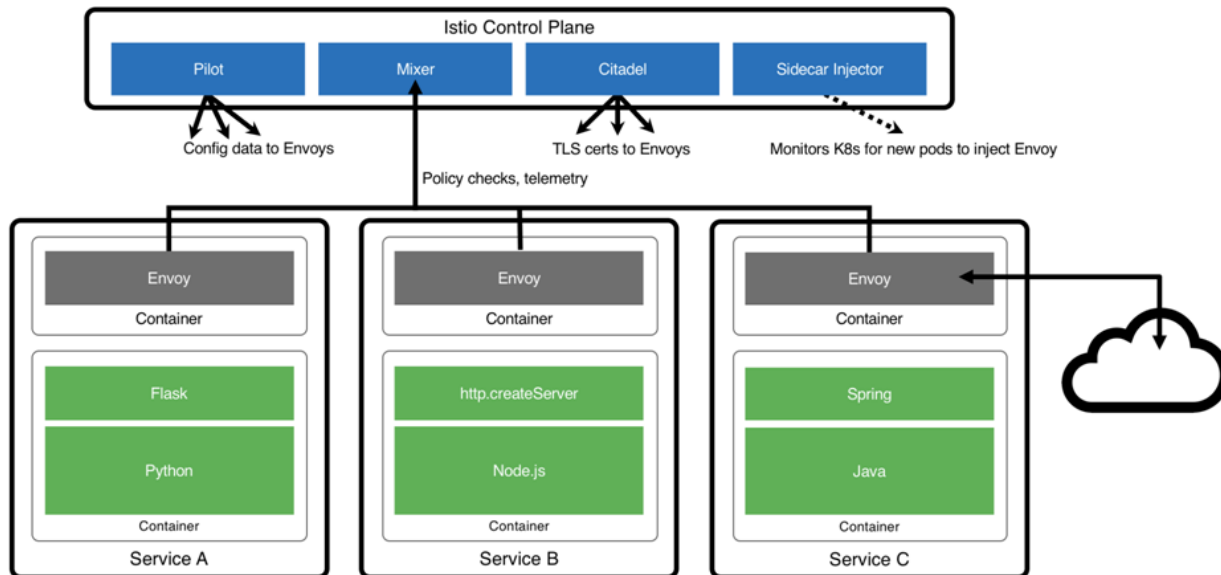 Istio Control Plane
Pilot
Mixer
Citadel
Sidecar Injector
Config data to Envoys
TLS certs to Envoys
Monitors K8s for new pods to inject Envoy
Policy checks, telemetry
Envoy
Container
Flask
Python
Container
Service A
Envoy
Container
http.createServer
Node.js
Container
Service B
Envoy
Container
Spring
Java
Container
Service C